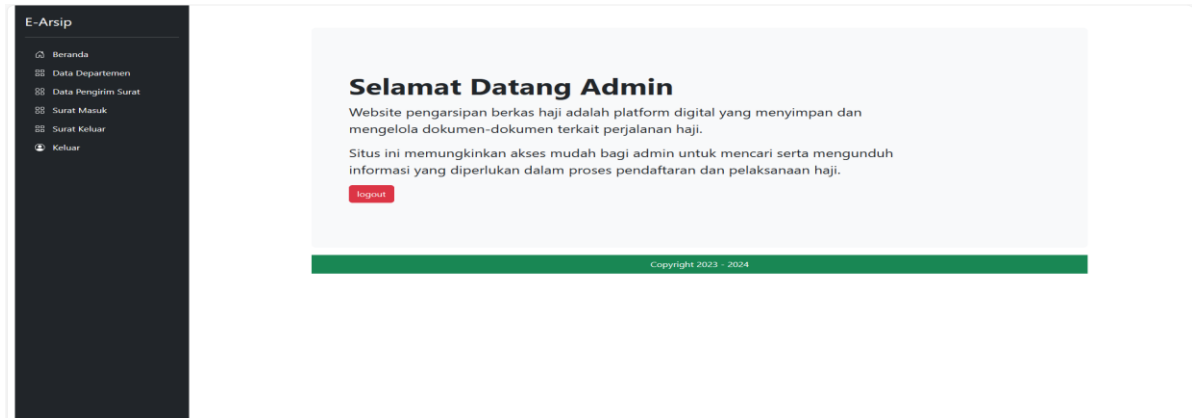 E-Arsip
Beranda
Data Departemen
Data Pengirim Surat
Surat Masuk
Surat Keluar
Keluar
Selamat Datang Admin
Website pengarsipan berkas haji adalah platform digital yang menyimpan dan
mengelola dokumen-dokumen terkait perjalanan haji.
Situs ini memungkinkan akses mudah bagi admin untuk mencari serta mengunduh
informasi yang diperlukan dalam proses pendaftaran dan pelaksanaan haji.
logout
Copyright 2023 - 2024